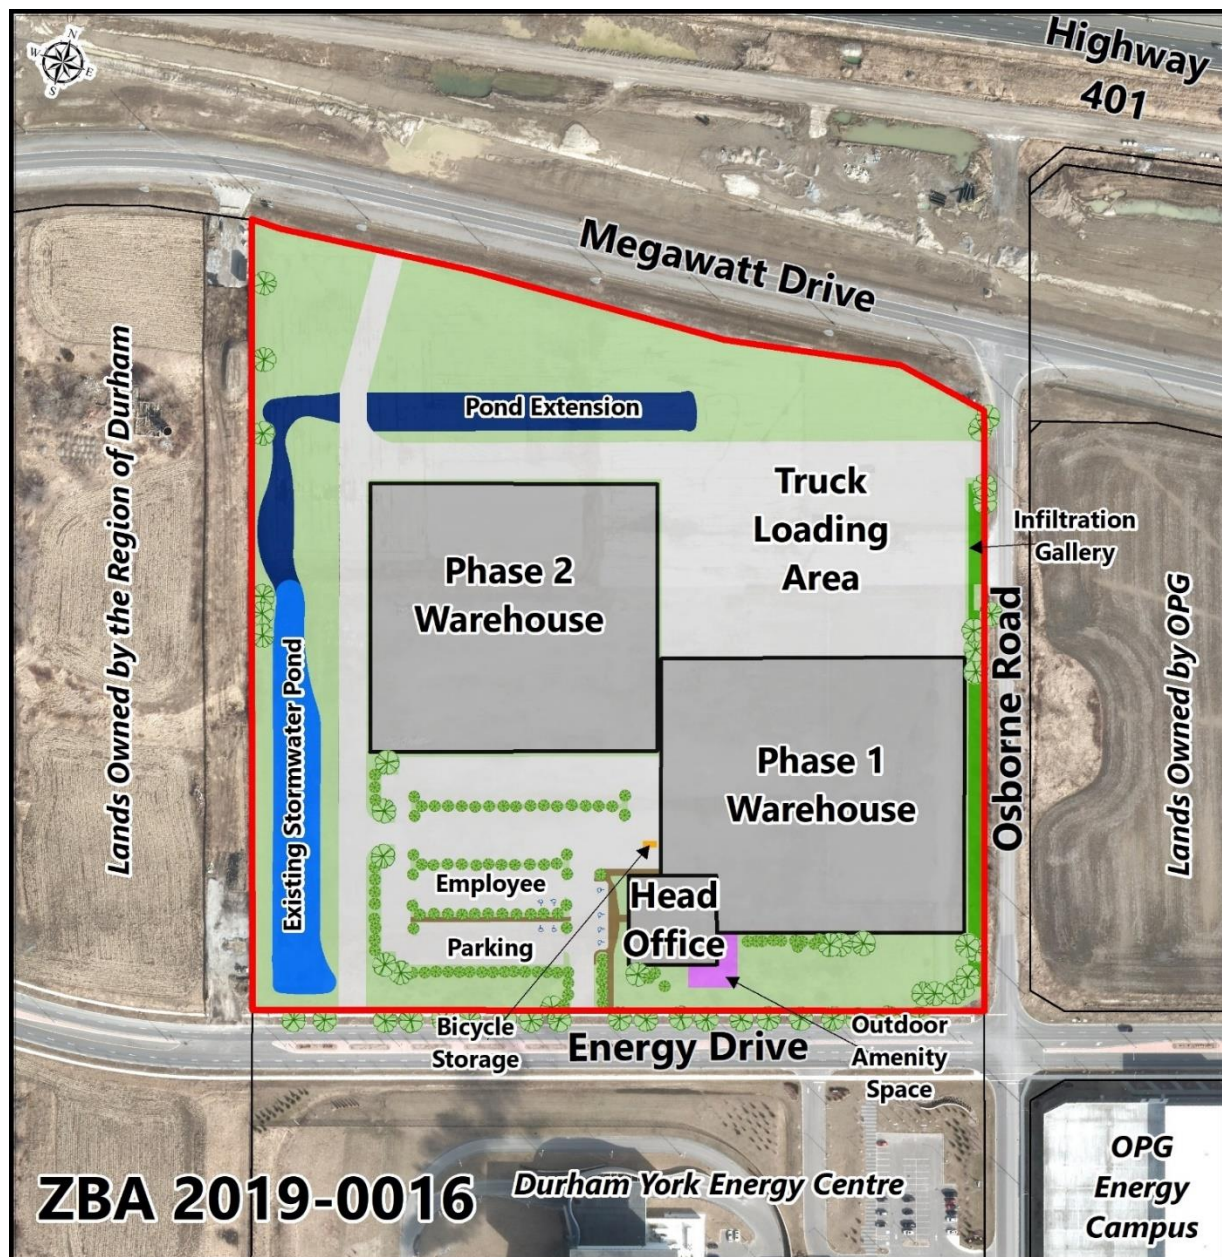 N
W
E
S
Highway
401
Megawatt Drive
Lands Owned by the Region of Durham
Pond Extension
Truck
Loading
Area
Infiltration
Gallery
Phase 2
Warehouse
Osborne Road
Lands Owned by OPG
Existing Stormwater Pond
Phase 1
Warehouse
Employee
Parking
Head
Office
Bicycle
Storage
Energy Drive
Outdoor
Amenity
Space
ZBA 2019-0016
Durham York Energy Centre
OPG
Energy
Campus